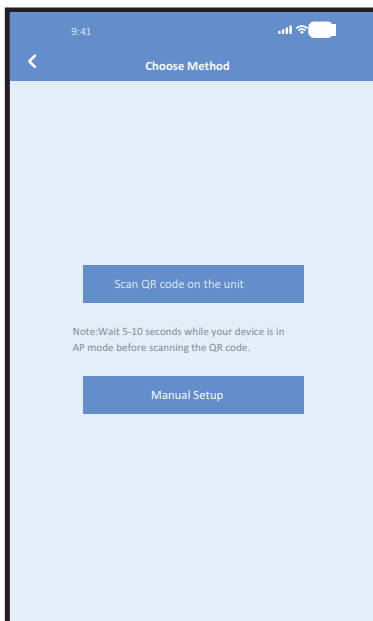 9:41
Choose Method
Scan QR code on the unit
Note:Wait 5-10 seconds while your device is in
AP mode before scanning the QR code.
Manual Setup